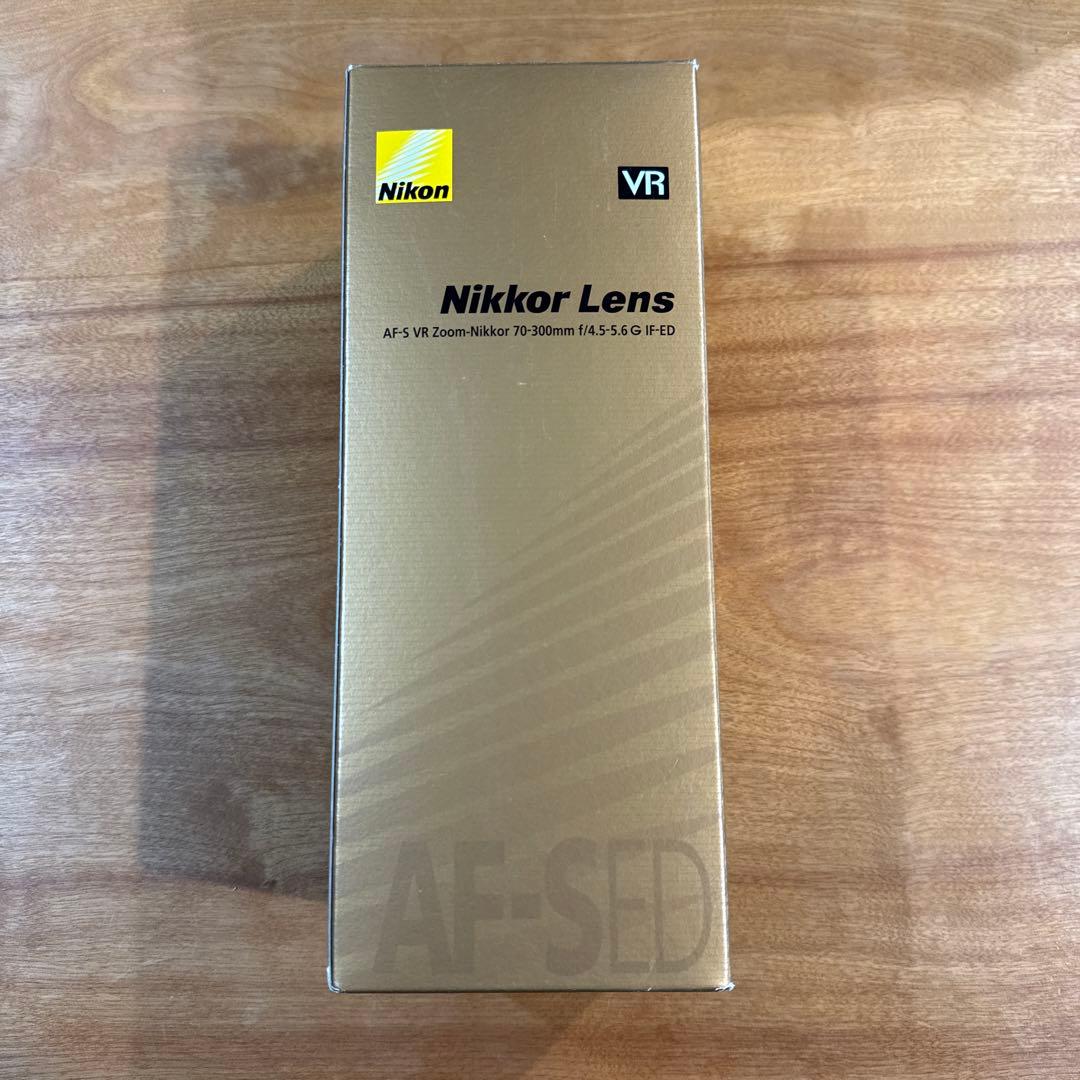 Nikon
VR
Nikkor Lens
AF-S VR Zoom-Nikkor 70-300mm f/4.5-5.6 G IF-ED
AF-S ED